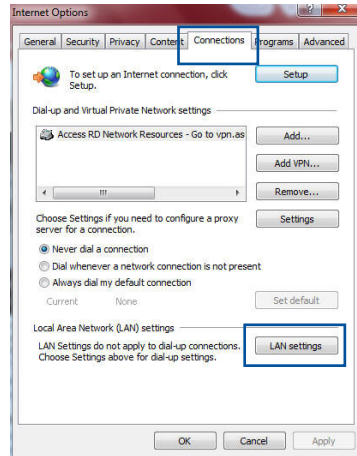 Internet Options
General Security Privacy Content Connections Programs Advanced
To set up an Internet connection, click
Setup.
Setup
Dial-up and Virtual Private Network settings
Access RD Network Resources - Go to vpn.as
Add...
Add VPN...
Remove...
Choose Settings if you need to configure a proxy
server for a connection.
Settings
Never dial a connection
Dial whenever a network connection is not present
Always dial my default connection
Current None
Set default
Local Area Network (LAN) settings
LAN Settings do not apply to dial-up connections.
Choose Settings above for dial-up settings.
LAN settings
OK Cancel Apply